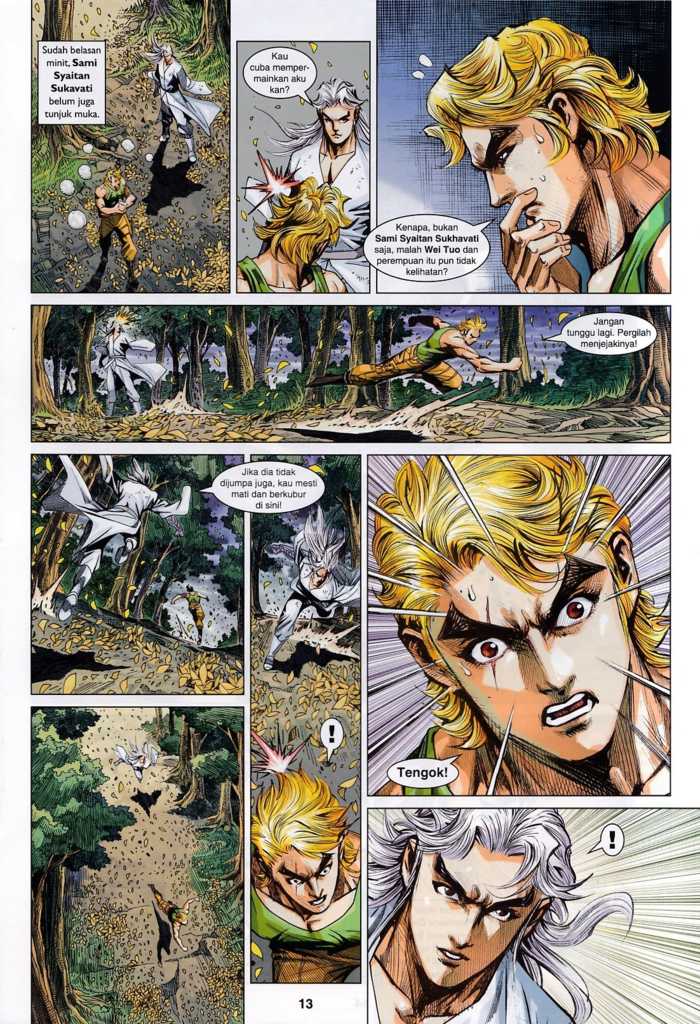 Sudah belasan
minit, Sami
Syaitan
Sukavati
belum juga
tunjuk muka.
Kau
cuba memper-
mainkan aku
kan?
Kenapa, bukan
Sami Syaitan Sukhavati
saja, malah Wei Tuo dan
perempuan itu pun tidak
kelihatan?
Jangan
tunggu lagi. Pergilah
menjejakinya!
Jika dia tidak
dijumpa juga, kau mesti
mati dan berkubur
di sini!
Tengok!
!
!
13